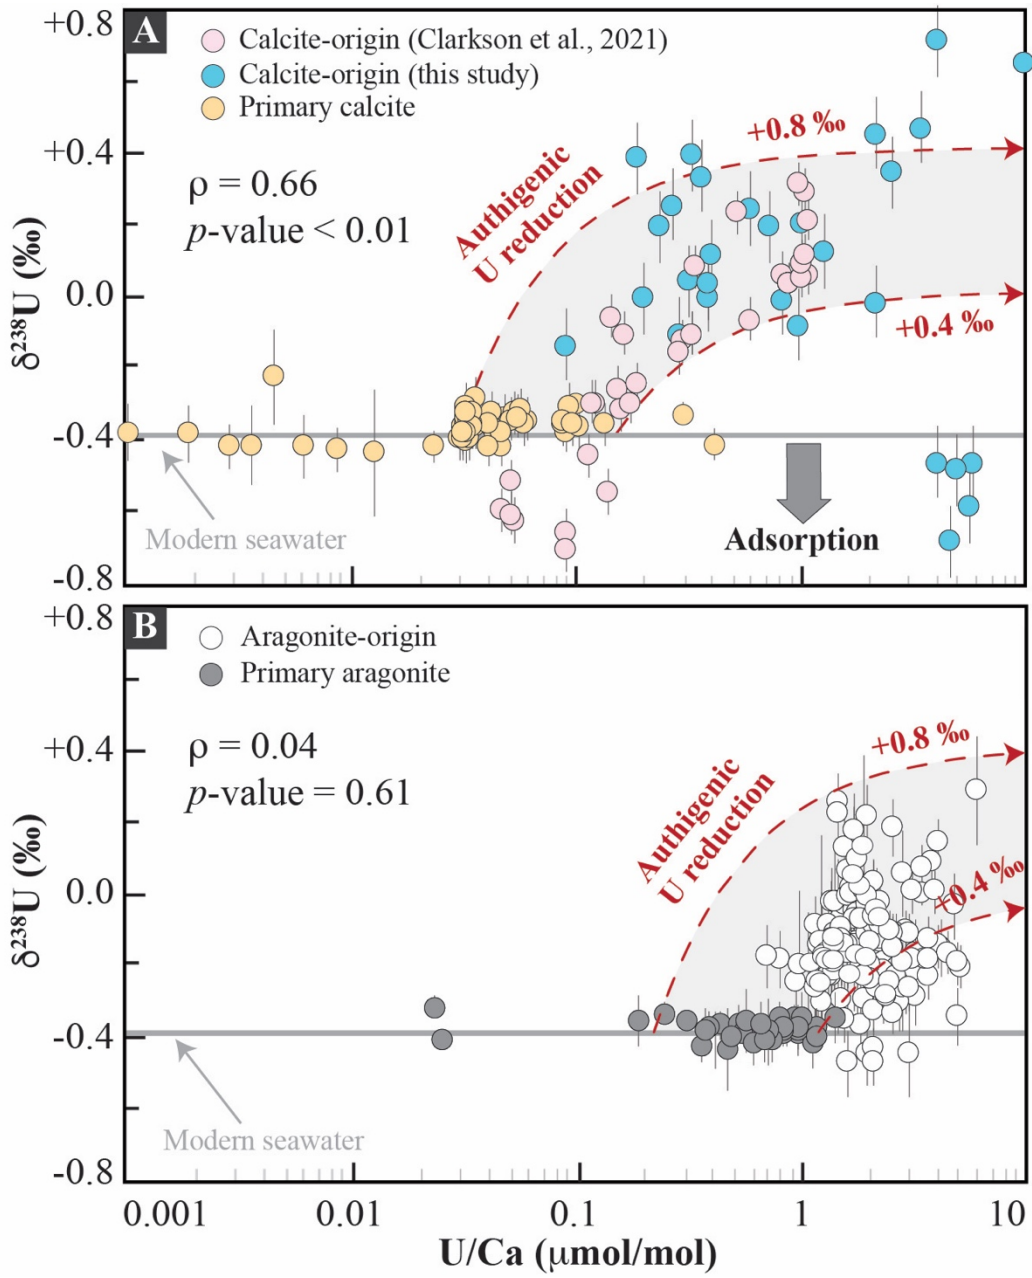 A
Calcite-origin (Clarkson et al., 2021)
Calcite-origin (this study)
Primary calcite
ρ = 0.66
p-value < 0.01
Authigenic
U reduction
+0.8 ‰
+0.4 ‰
Modern seawater
Adsorption
+0.8
+0.4
0.0
-0.4
-0.8
δ²³⁸U (‰)
B
Aragonite-origin
Primary aragonite
ρ = 0.04
p-value = 0.61
Authigenic
U reduction
+0.8 ‰
+0.4 ‰
Modern seawater
+0.8
+0.4
0.0
-0.4
-0.8
δ²³⁸U (‰)
0.001
0.01
0.1
1
10
U/Ca (μmol/mol)